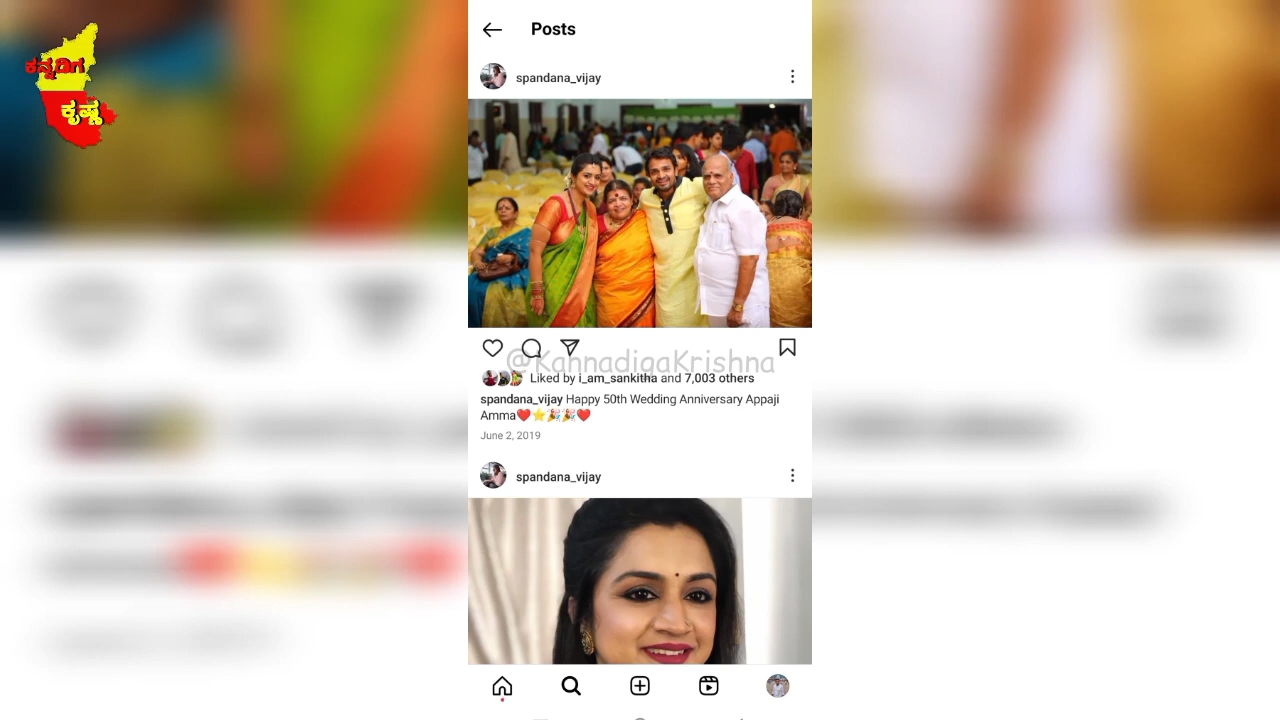 ಕನ್ನಡಿಗ
ಕೃಷ್ಣ
Posts
spandana_vijay
@KannadigaKrishna
Liked by i_am_sankitha and 7,003 others
spandana_vijay Happy 50th Wedding Anniversary Appaji
Amma❤️⭐🎉🎉❤️
June 2, 2019
spandana_vijay